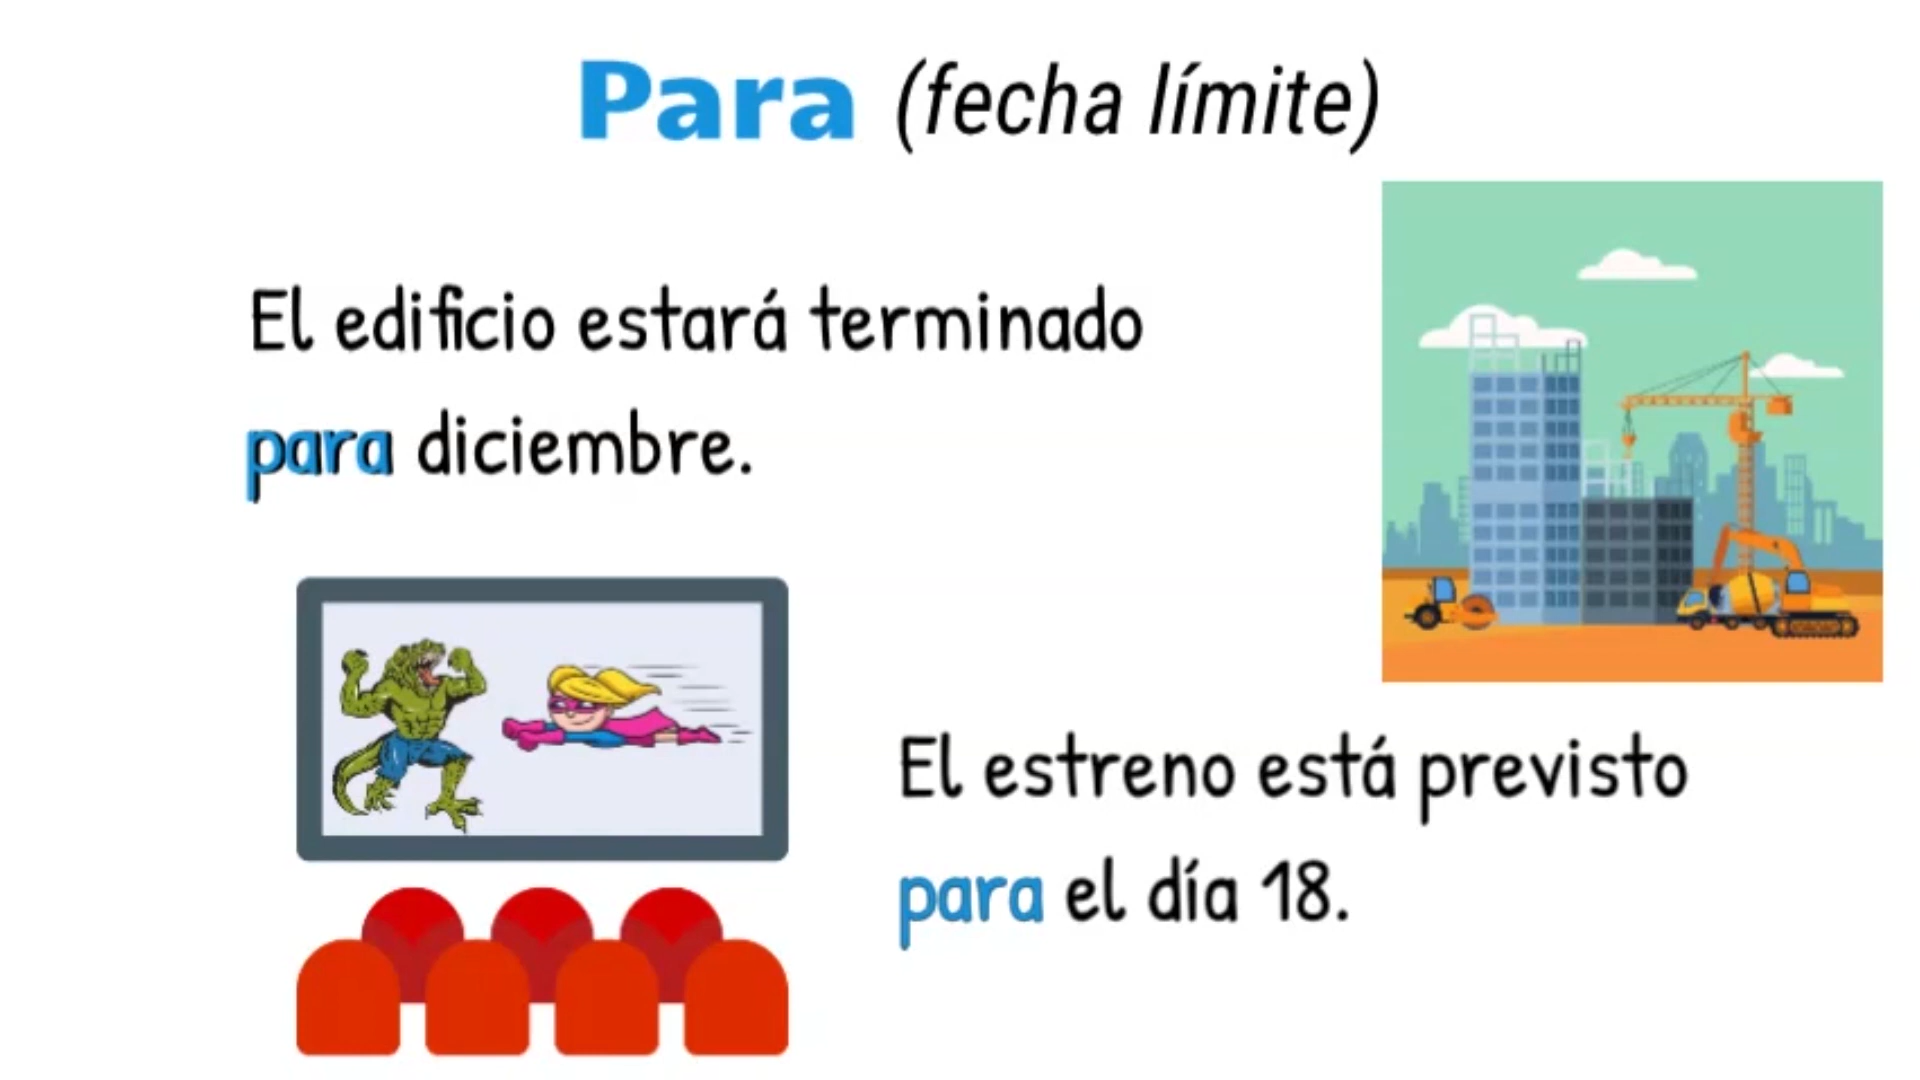 Para (fecha límite)
El edificio estará terminado
para diciembre.
El estreno está previsto
para el día 18.